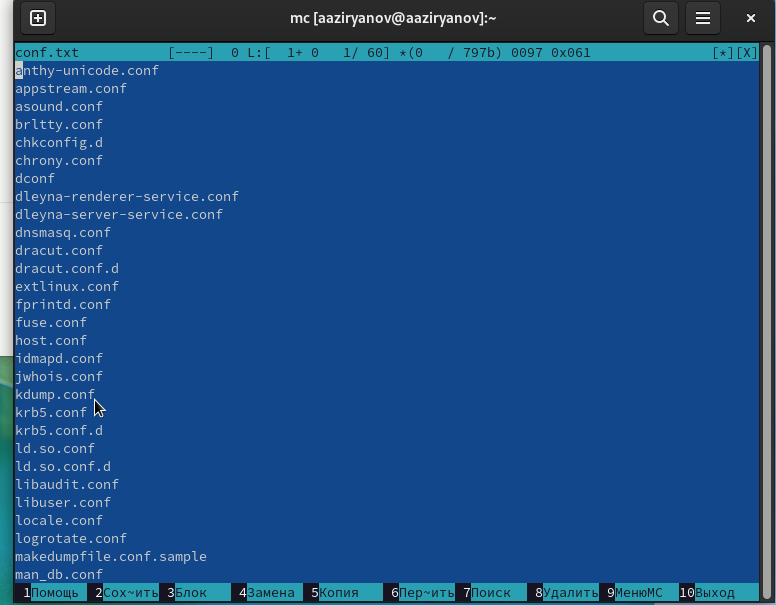 mc [aaziryanov@aaziryanov]:~
conf.txt [----] 0 L:[ 1+ 0 1/ 60] *(0 / 797b) 0097 0x061 [*][X]
anthy-unicode.conf
appstream.conf
asound.conf
brltty.conf
chkconfig.d
chrony.conf
dconf
dleyna-renderer-service.conf
dleyna-server-service.conf
dnsmasq.conf
dracut.conf
dracut.conf.d
extlinux.conf
fprintd.conf
fuse.conf
host.conf
idmapd.conf
jwhois.conf
kdump.conf
krb5.conf
krb5.conf.d
ld.so.conf
ld.so.conf.d
libaudit.conf
libuser.conf
locale.conf
logrotate.conf
makedumpfile.conf.sample
man_db.conf
1Помощь 2Сох~ить 3Блок 4Замена 5Копия 6Пер~ить 7Поиск 8Удалить 9МенюМС 10Выход